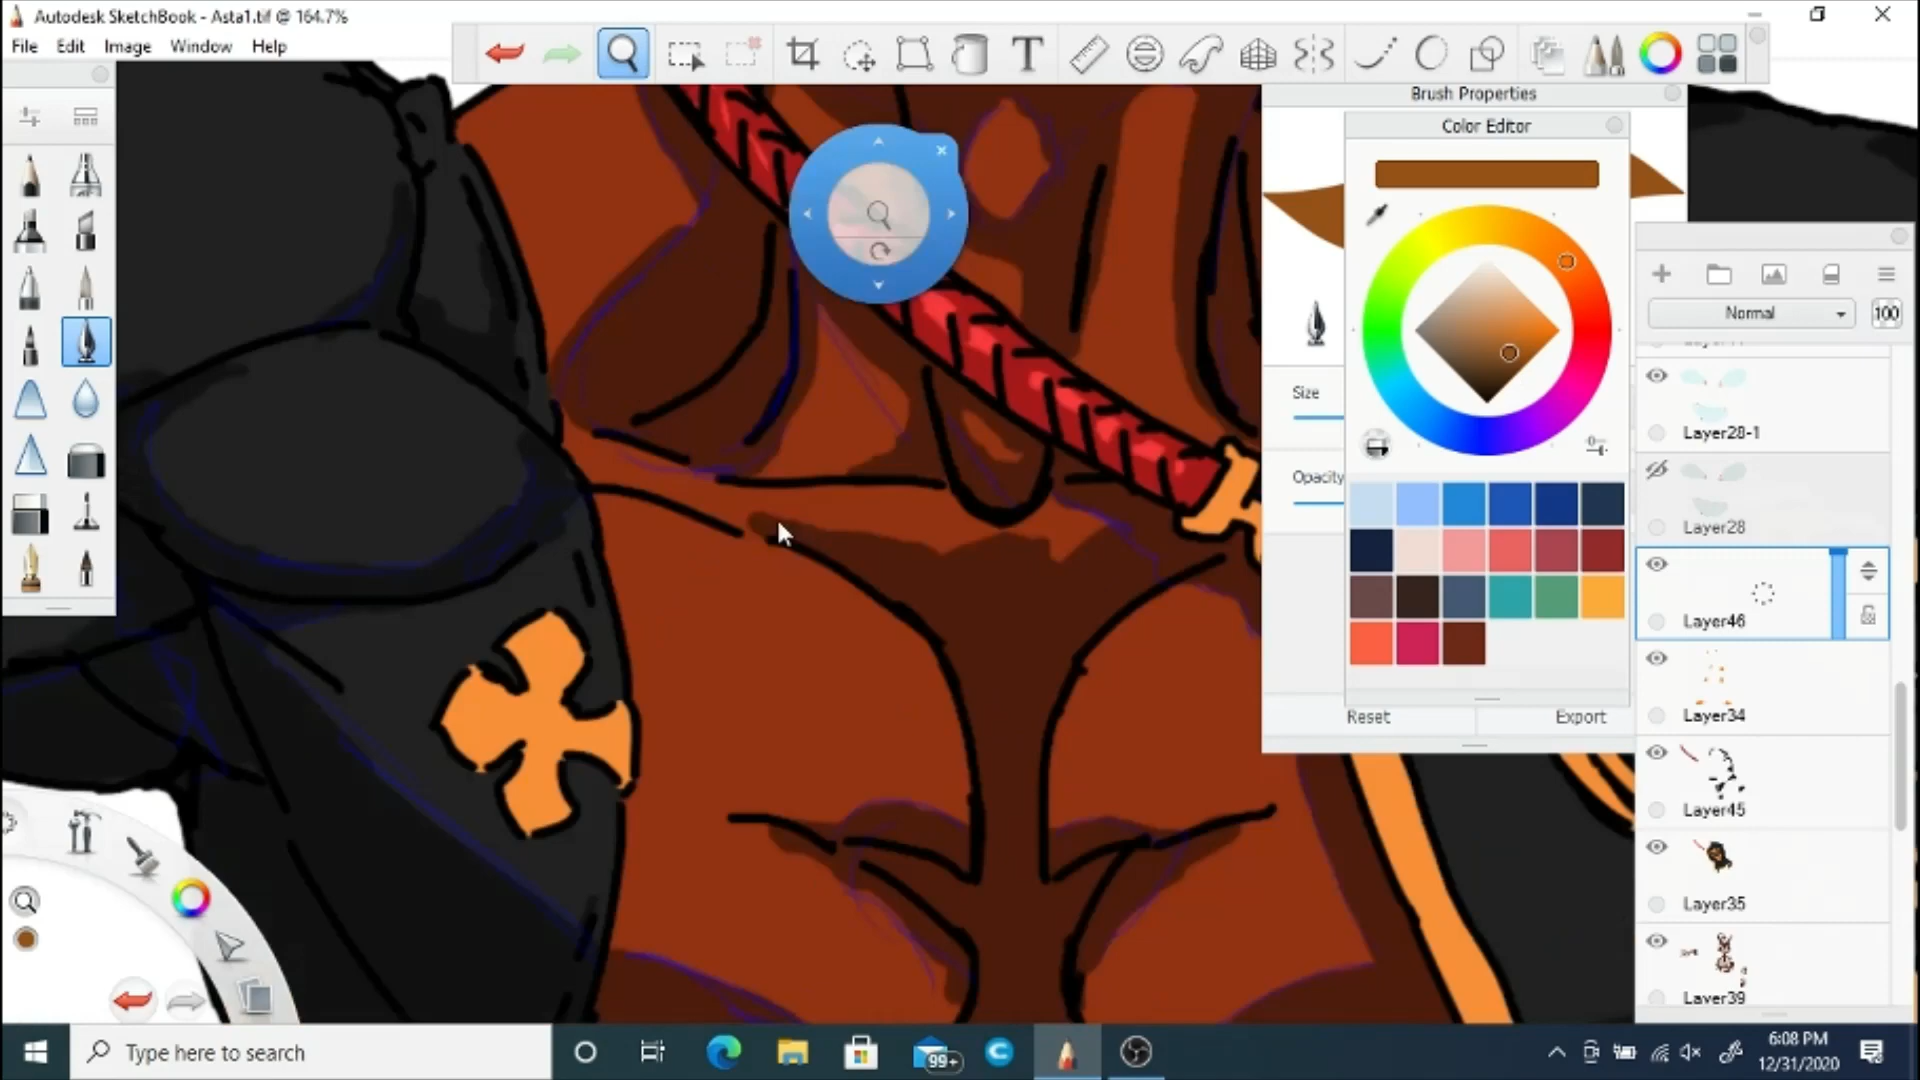 Autodesk SketchBook - Asta1.tif @ 164.7%
File Edit Image Window Help
T
Brush Properties
Color Editor
Normal
100
Size
Opacity
Layer28-1
Layer28
Layer46
Layer34
Layer45
Layer35
Layer39
Reset
Export
Type here to search
99+
6:08 PM
12/31/2020